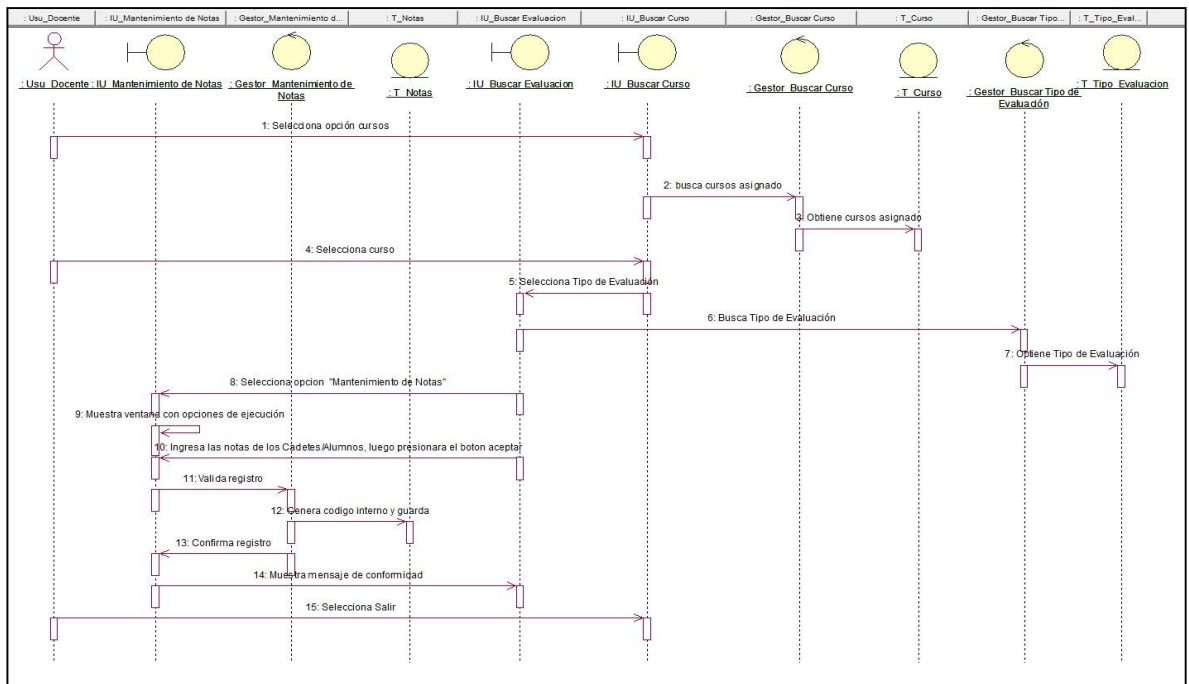 : Usu_Docente
: IU_Mantenimiento de Notas
: Gestor_Mantenimiento d...
: T_Notas
: IU_Buscar Evaluacion
: IU_Buscar Curso
: Gestor_Buscar Curso
: T_Curso
: Gestor_Buscar Tipo...
: T_Tipo_Eval...
: Usu_Docente
: IU_Mantenimiento de Notas
: Gestor_Mantenimiento de
Notas
: T_Notas
: IU_Buscar Evaluacion
: IU_Buscar Curso
: Gestor_Buscar Curso
: T_Curso
: Gestor_Buscar Tipo de
Evaluación
: T_Tipo_Evaluacion
1: Selecciona opción cursos
2: busca cursos asignado
3: Obtiene cursos asignado
4: Selecciona curso
5: Selecciona Tipo de Evaluación
6: Busca Tipo de Evaluación
7: Obtiene Tipo de Evaluación
8: Selecciona opcion "Mantenimiento de Notas"
9: Muestra ventana con opciones de ejecución
10: Ingresa las notas de los Cadetes/Alumnos, luego presionara el boton aceptar
11: Valida registro
12: Genera codigo interno y guarda
13: Confirma registro
14: Muestra mensaje de conformidad
15: Selecciona Salir